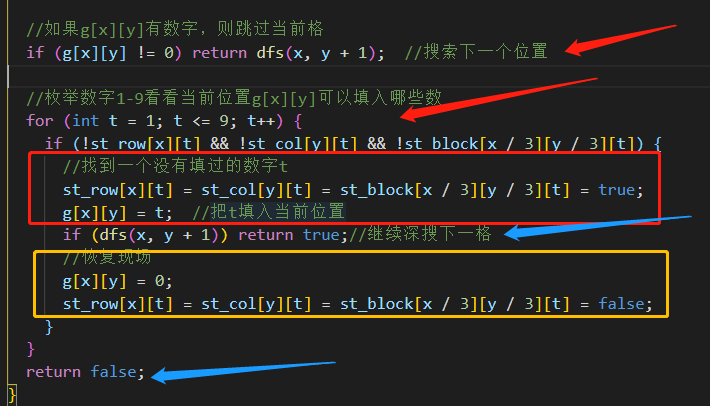 //如果g[x][y]有数字，则跳过当前格
if (g[x][y] != 0) return dfs(x, y + 1);  //搜索下一个位置
//枚举数字1-9看看当前位置g[x][y]可以填入哪些数
for (int t = 1; t <= 9; t++) {
if (!st_row[x][t] && !st_col[y][t] && !st_block[x / 3][y / 3][t]) {
//找到一个没有填过的数字t
st_row[x][t] = st_col[y][t] = st_block[x / 3][y / 3][t] = true;
g[x][y] = t;  //把t填入当前位置
if (dfs(x, y + 1)) return true;//继续深搜下一格
//恢复现场
g[x][y] = 0;
st_row[x][t] = st_col[y][t] = st_block[x / 3][y / 3][t] = false;
}
}
return false;
}